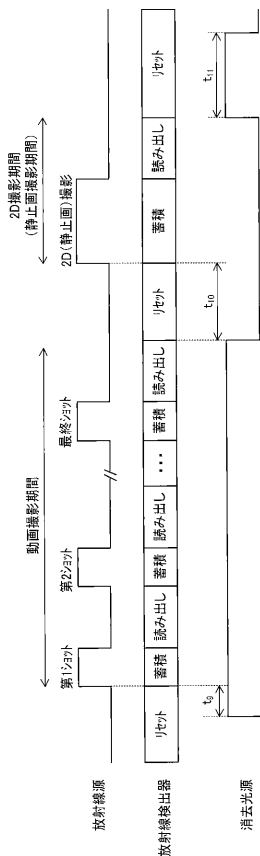 動画撮影期間
2D撮影期間
(静止画撮影期間)
第1ショット
第2ショット
最終ショット
2D(静止画)撮影
放射線源
リセット
蓄積
読み出し
蓄積
読み出し
・・・
蓄積
読み出し
リセット
蓄積
読み出し
リセット
放射線検出器
t9
t10
t11
消去光源